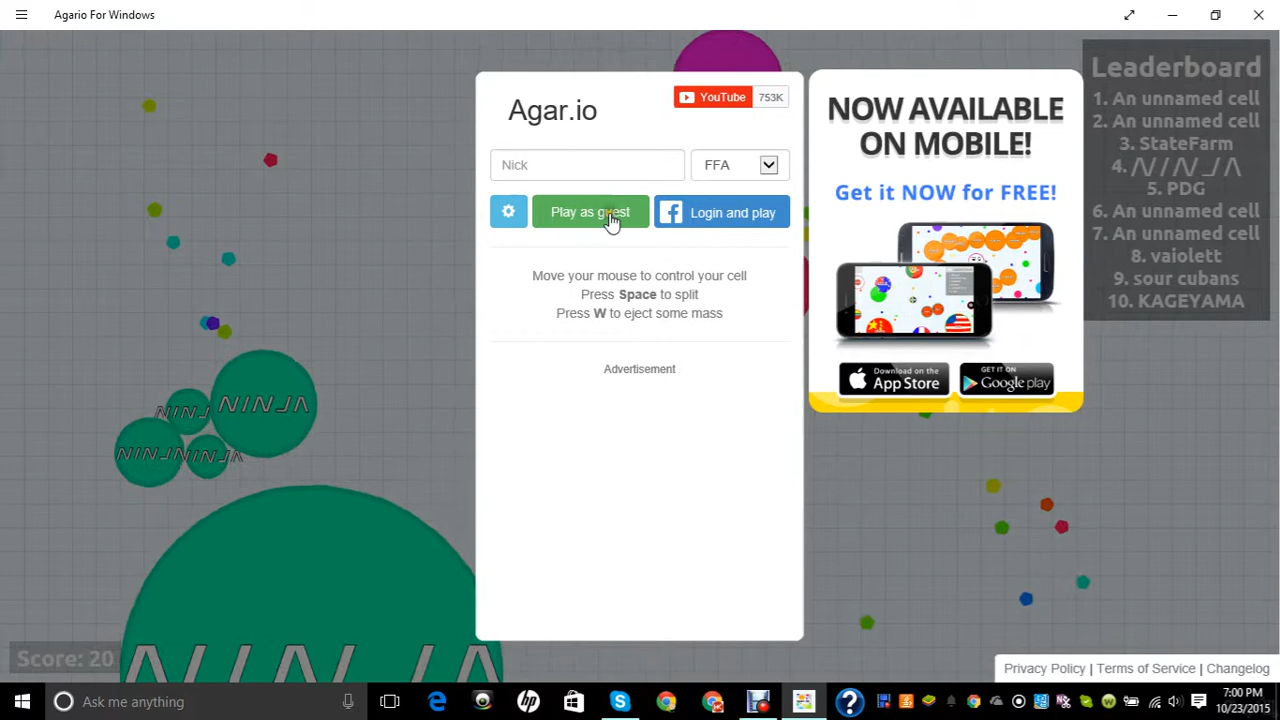 Agario For Windows
Agar.io
YouTube 753K
Nick
FFA
Play as guest
Login and play
Move your mouse to control your cell
Press Space to split
Press W to eject some mass
Advertisement
NOW AVAILABLE
ON MOBILE!
Get it NOW for FREE!
Download on the
App Store
GET IT ON
Google play
Leaderboard
1. An unnamed cell
2. An unnamed cell
3. StateFarm
4. /\/ / /\/ _/ /\
5. PDG
6. An unnamed cell
7. An unnamed cell
8. vaiolett
9. sour cubans
10. KAGEYAMA
Score: 20
Privacy Policy | Terms of Service | Changelog
Ask me anything
7:00 PM
10/23/2015